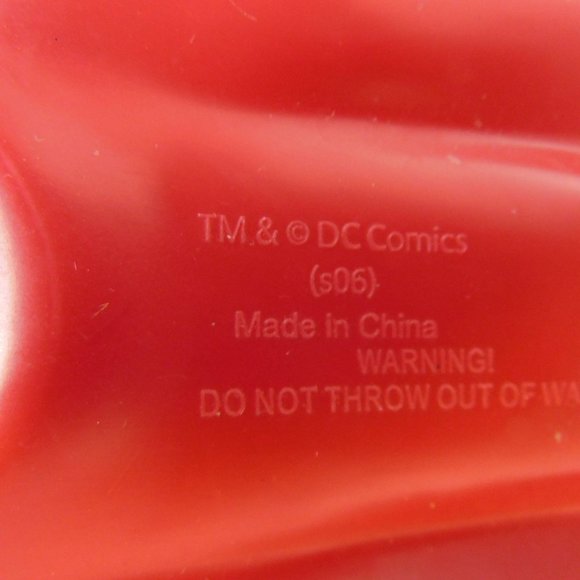 TM.& © DC Comics
(s06)
Made In China
WARNING!
DO NOT THROW OUT OF WA